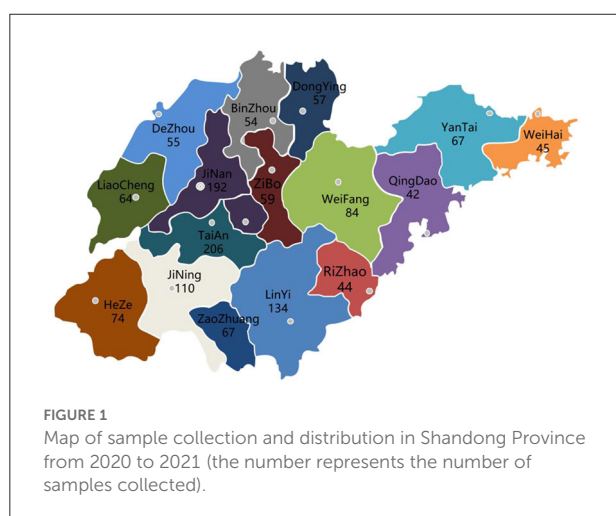 DongYing
57
BinZhou
54
DeZhou
55
YanTai
67
WeiHai
45
JiNan
192
LiaoCheng
64
ZiBo
59
QingDao
42
WeiFang
84
TaiAn
206
JiNing
110
RiZhao
44
LinYi
134
HeZe
74
ZaoZhuang
67
FIGURE 1
Map of sample collection and distribution in Shandong Province
from 2020 to 2021 (the number represents the number of
samples collected).